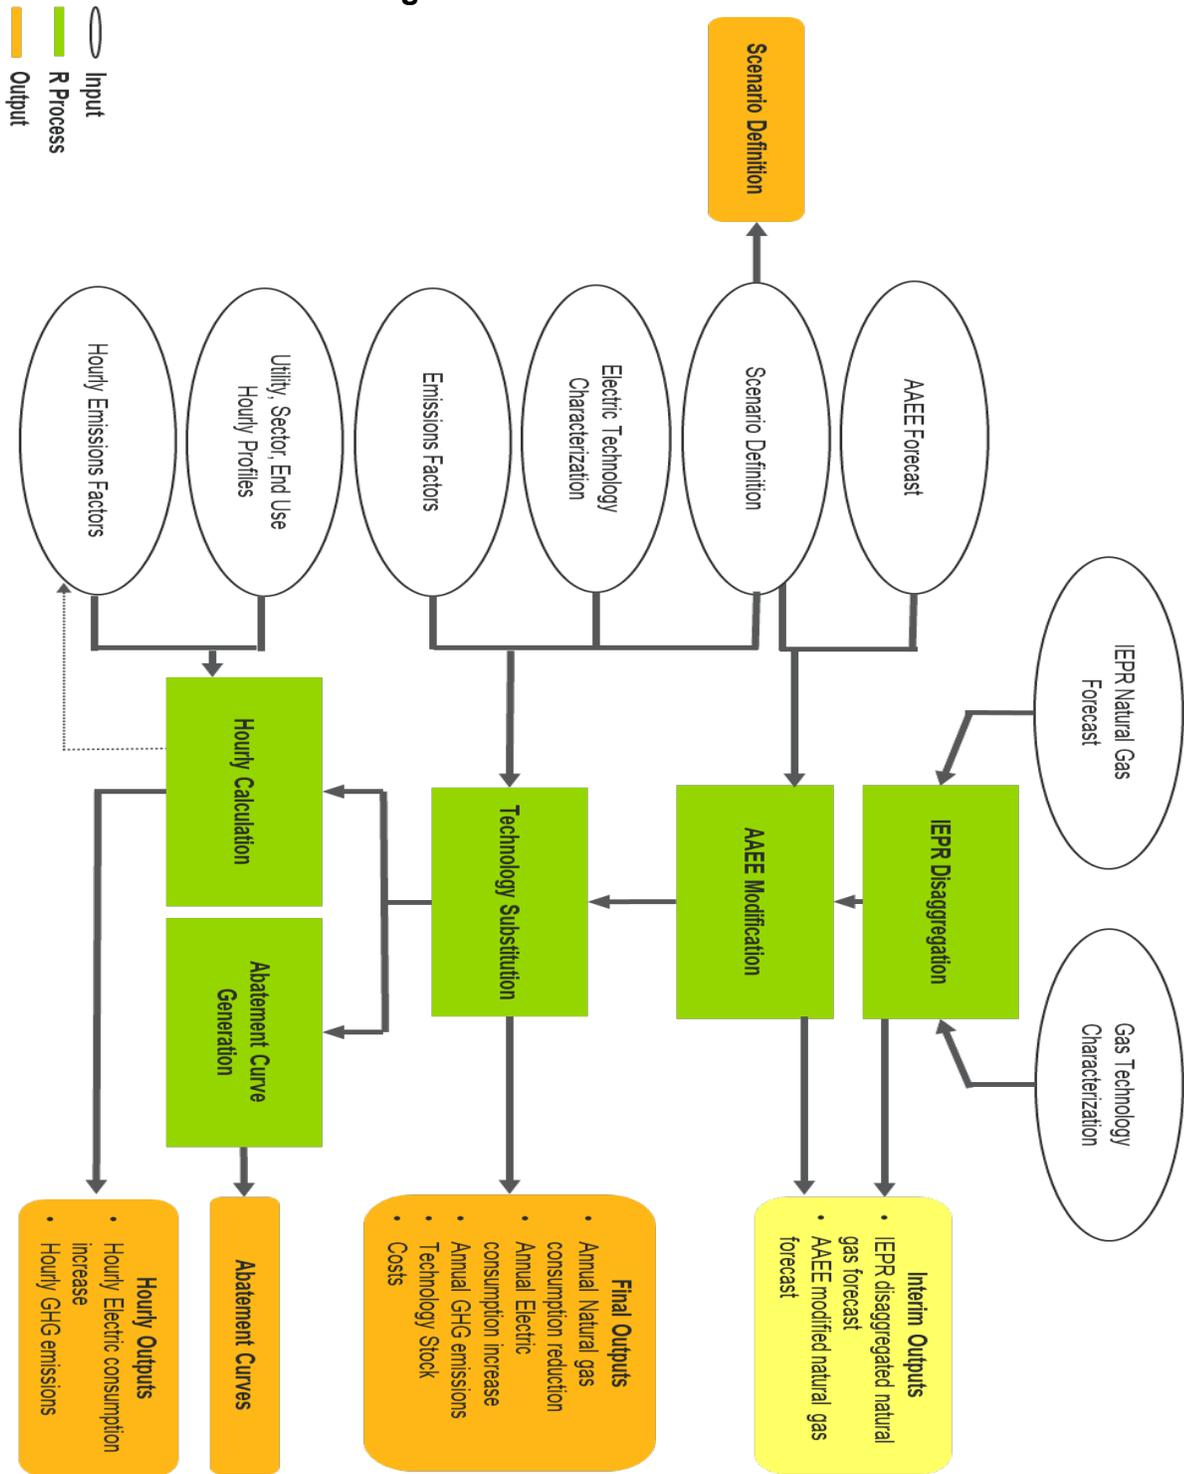 IEPR Natural Gas
Forecast
Gas Technology
Characterization
AAEE Forecast
IEPR Disaggregation
Interim Outputs
• IEPR disaggregated natural
gas forecast
• AAEE modified natural gas
forecast
Scenario Definition
Scenario Definition
AAEE Modification
Electric Technology
Characterization
Emissions Factors
Technology Substitution
Final Outputs
• Annual Natural gas
consumption reduction
• Annual Electric
consumption increase
• Annual GHG emissions
• Technology Stock
• Costs
Utility, Sector, End Use
Hourly Profiles
Hourly Emissions Factors
Hourly Calculation
Abatement Curve
Generation
Abatement Curves
Hourly Outputs
• Hourly Electric consumption
increase
• Hourly GHG emissions
Input
R Process
Output